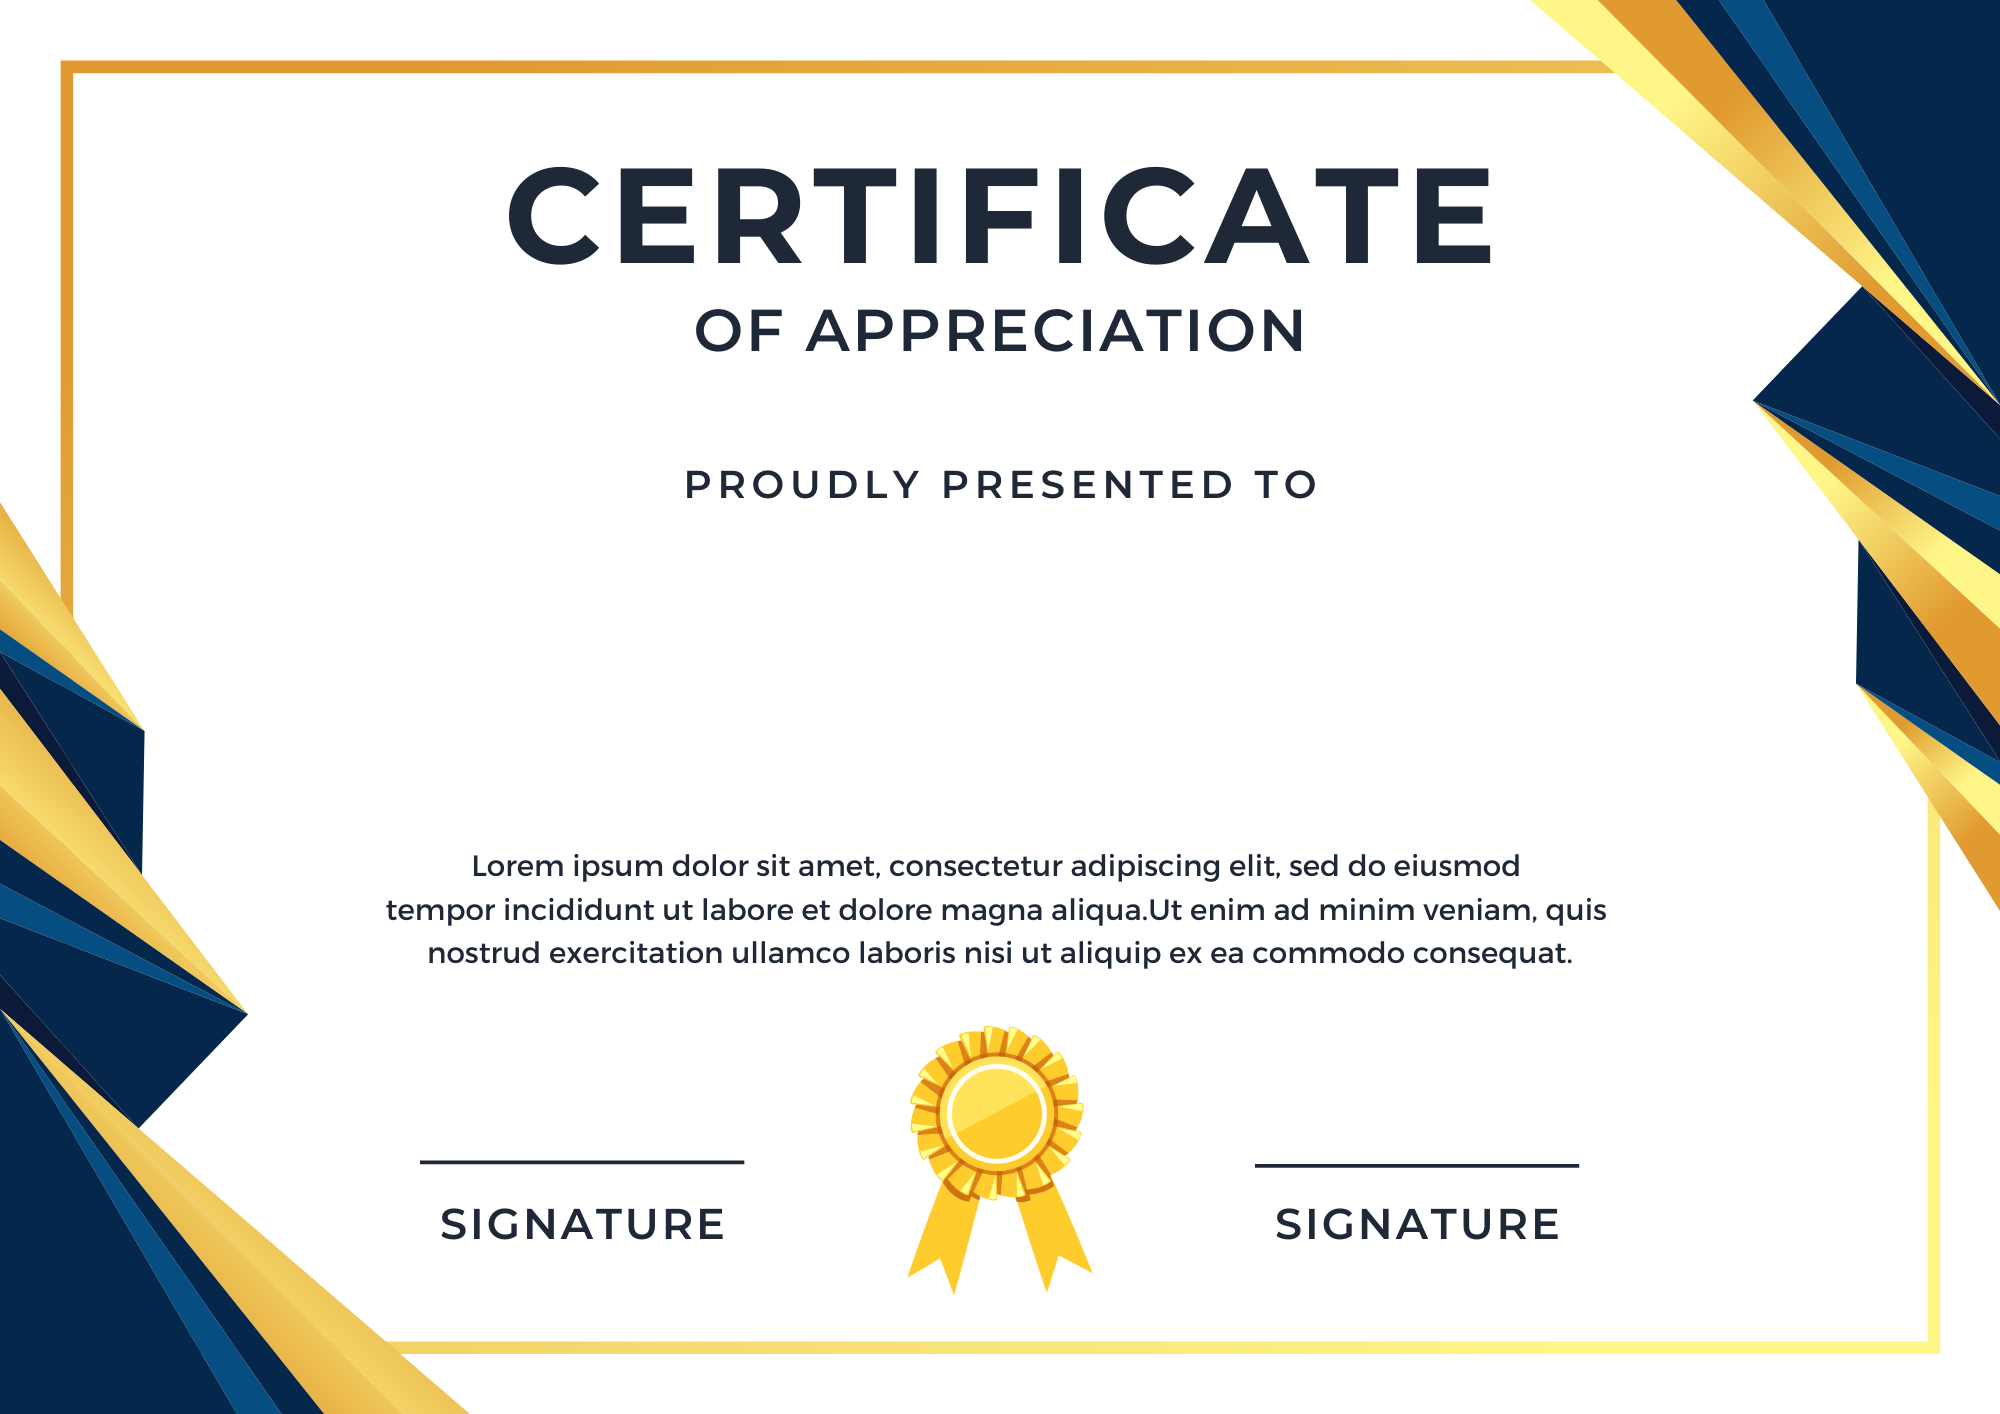 CERTIFICATE
OF APPRECIATION
PROUDLY PRESENTED TO
Lorem ipsum dolor sit amet, consectetur adipiscing elit, sed do eiusmod
tempor incididunt ut labore et dolore magna aliqua.Ut enim ad minim veniam, quis
nostrud exercitation ullamco laboris nisi ut aliquip ex ea commodo consequat.
SIGNATURE
SIGNATURE